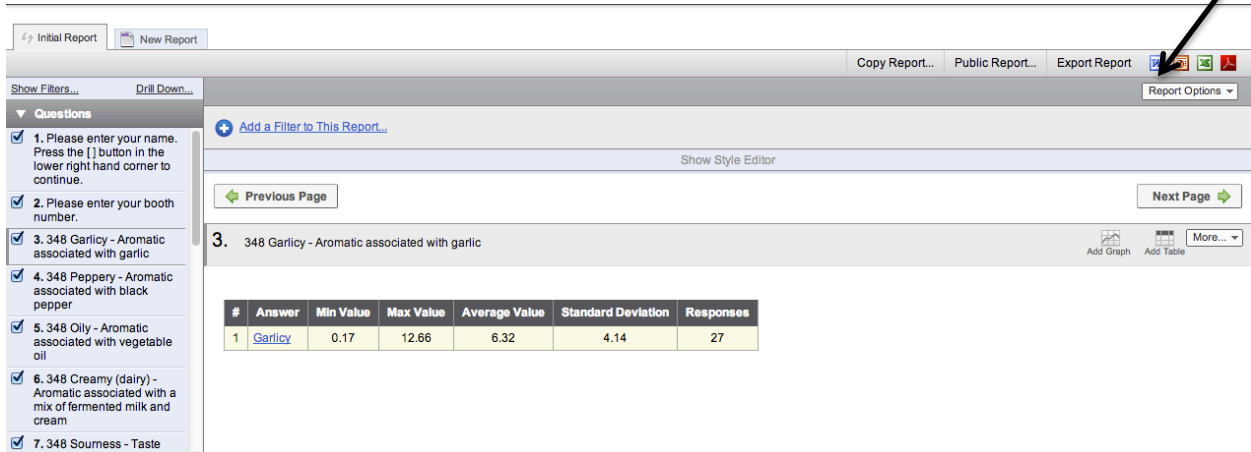 Initial Report
New Report
Copy Report...
Public Report...
Export Report
Show Filters...
Drill Down...
Report Options
Questions
1. Please enter your name.
Press the [ ] button in the
lower right hand corner to
continue.
2. Please enter your booth
number.
3. 348 Garlicy - Aromatic
associated with garlic
4. 348 Peppery - Aromatic
associated with black
pepper
5. 348 Oily - Aromatic
associated with vegetable
oil
6. 348 Creamy (dairy) -
Aromatic associated with a
mix of fermented milk and
cream
7. 348 Sourness - Taste
Add a Filter to This Report...
Show Style Editor
Previous Page
Next Page
3. 348 Garlicy - Aromatic associated with garlic
Add Graph
Add Table
More...
# Answer Min Value Max Value Average Value Standard Deviation Responses
1 Garlicy 0.17 12.66 6.32 4.14 27